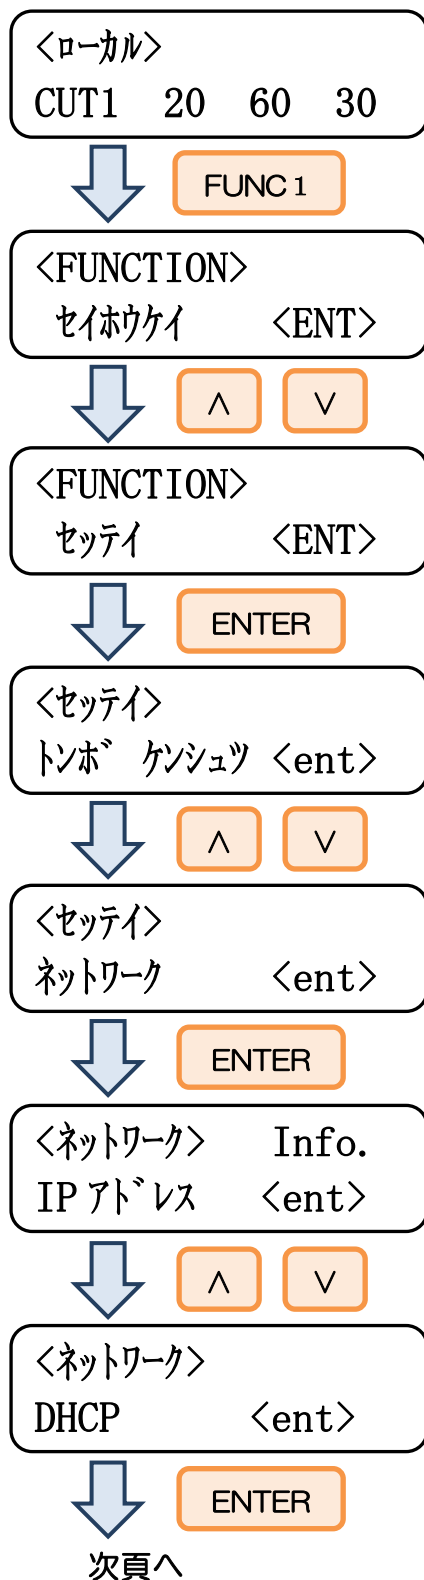 <ﾛｰｶﾙ>
CUT1 20 60 30
FUNC1
<FUNCTION>
ｾｲﾎｳｹｲ <ENT>
∧ ∨
<FUNCTION>
ｾｯﾃｲ <ENT>
ENTER
<ｾｯﾃｲ>
ﾄﾝﾎﾞ ｹﾝｼｭﾂ <ent>
∧ ∨
<ｾｯﾃｲ>
ﾈｯﾄﾜｰｸ <ent>
ENTER
<ﾈｯﾄﾜｰｸ> Info.
IPｱﾄﾞﾚｽ <ent>
∧ ∨
<ﾈｯﾄﾜｰｸ>
DHCP <ent>
ENTER
次頁へ